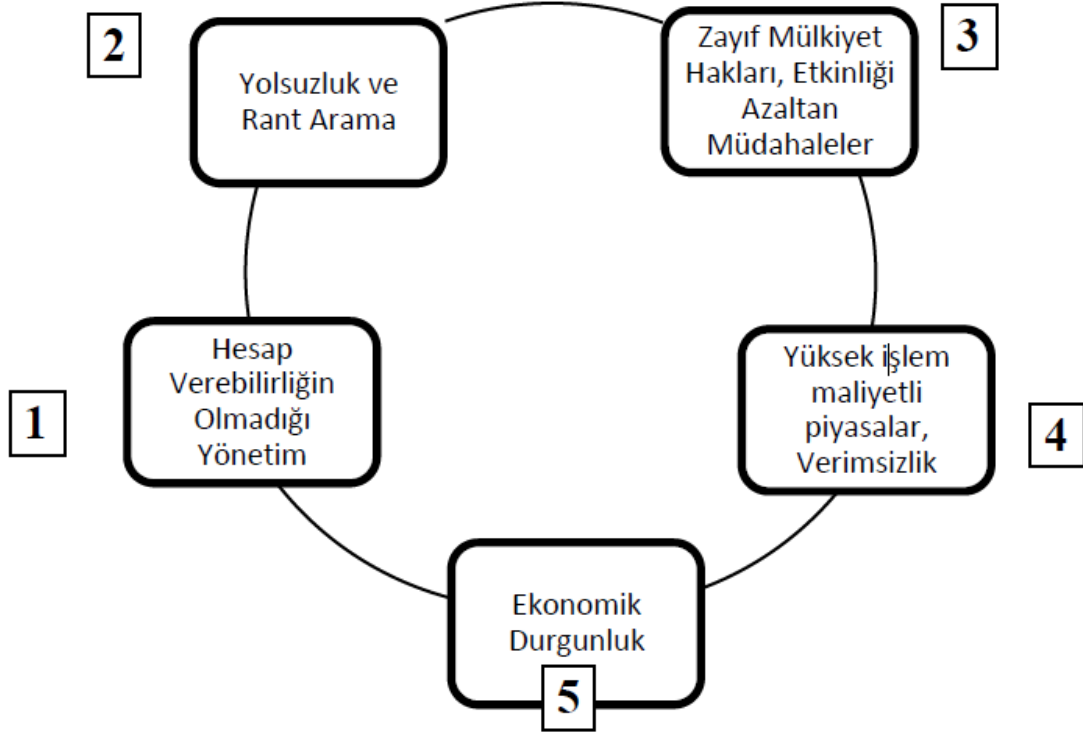 2
Yolsuzluk ve
Rant Arama
Zayıf Mülkiyet
Hakları, Etkinliği
Azaltan
Müdahaleler
3
1
Hesap
Verebilirliğin
Olmadığı
Yönetim
Yüksek işlem
maliyetli
piyasalar,
Verimsizlik
4
Ekonomik
Durgunluk
5